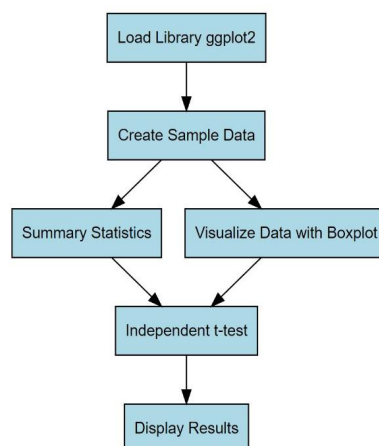 Load Library ggplot2
Create Sample Data
Summary Statistics
Visualize Data with Boxplot
Independent t-test
Display Results